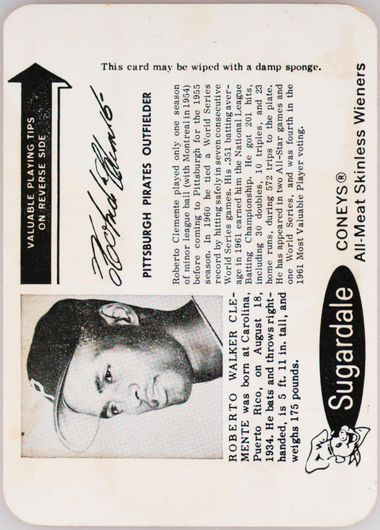 This card may be wiped with a damp sponge.
VALUABLE PLAYING TIPS
ON REVERSE SIDE
Roberto Clemente
PITTSBURGH PIRATES OUTFIELDER
Roberto Clemente played only one season
of minor league ball (with Montreal in 1954)
before coming to Pittsburgh for the 1955
season. In 1960 he tied a World Series
record by hitting safely in seven consecutive
World Series games. His .351 batting aver-
age in 1961 earned him the National League
Batting Championship. He got 201 hits,
including 30 doubles, 10 triples, and 23
home runs, during 572 trips to the plate.
He has appeared in two All-Star games and
one World Series, and was fourth in the
1961 Most Valuable Player voting.
ROBERTO WALKER CLE-
MENTE was born at Carolina,
Puerto Rico, on August 18,
1934. He bats and throws right-
handed, is 5 ft. 11 in. tall, and
weighs 175 pounds.
Sugardale
CONEYS®
All-Meat Skinless Wieners